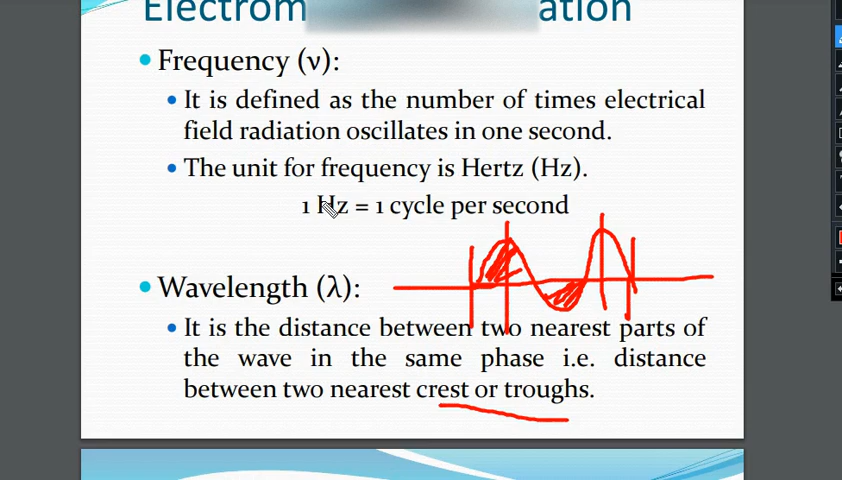 Frequency (ν):
It is defined as the number of times electrical
field radiation oscillates in one second.
The unit for frequency is Hertz (Hz).
1 Hz = 1 cycle per second
Wavelength (λ):
It is the distance between two nearest parts of
the wave in the same phase i.e. distance
between two nearest crest or troughs.